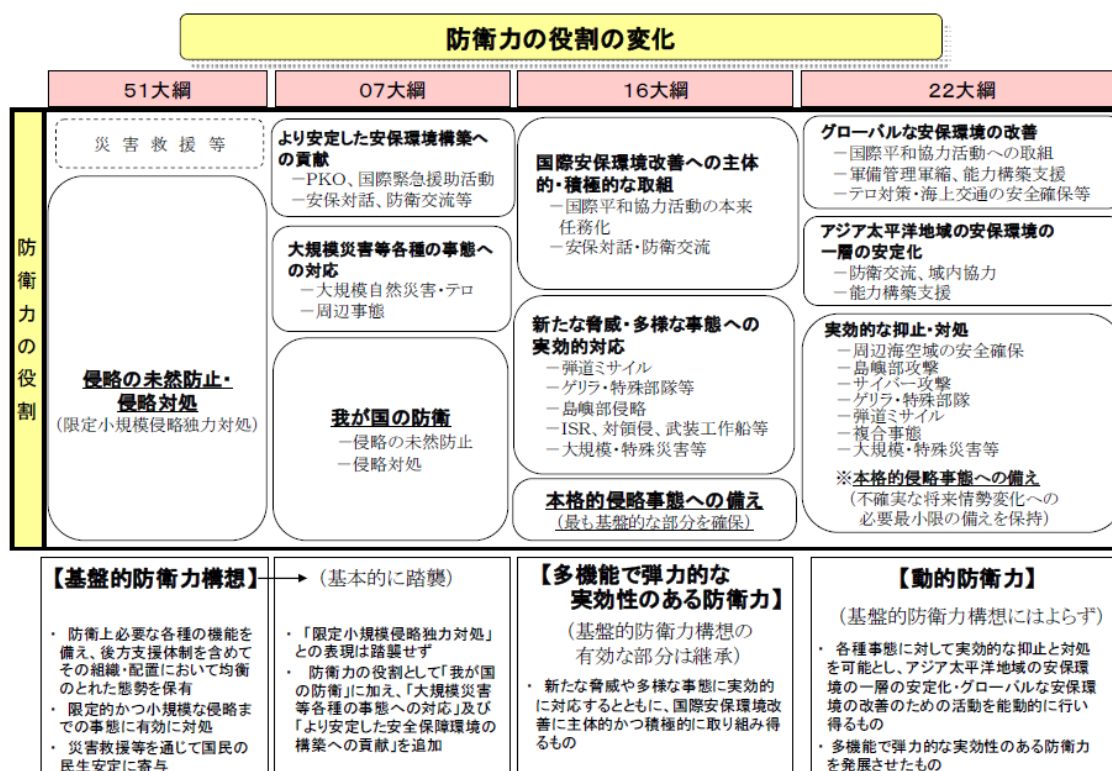 防衛力の役割の変化
51大綱
07大綱
16大綱
22大綱
防衛力の役割
災害救援等
侵略の未然防止・
侵略対処
(限定小規模侵略独力対処)
より安定した安保環境構築へ
の貢献
－PKO、国際緊急援助活動
－安保対話、防衛交流等
大規模災害等各種の事態へ
の対応
－大規模自然災害・テロ
－周辺事態
我が国の防衛
－侵略の未然防止
－侵略対処
国際安保環境改善への主体
的・積極的な取組
－国際平和協力活動の本来
任務化
－安保対話・防衛交流
新たな脅威・多様な事態への
実効的対応
－弾道ミサイル
－ゲリラ・特殊部隊等
－島嶼部侵略
－ISR、対領侵、武装工作船等
－大規模・特殊災害等
本格的侵略事態への備え
(最も基盤的な部分を確保)
グローバルな安保環境の改善
－国際平和協力活動への取組
－軍備管理軍縮、能力構築支援
－テロ対策・海上交通の安全確保等
アジア太平洋地域の安保環境の
一層の安定化
－防衛交流、域内協力
－能力構築支援
実効的な抑止・対処
－周辺海空域の安全確保
－島嶼部攻撃
－サイバー攻撃
－ゲリラ・特殊部隊
－弾道ミサイル
－複合事態
－大規模・特殊災害等
※本格的侵略事態への備え
(不確実な将来情勢変化への
必要最小限の備えを保持)
【基盤的防衛力構想】
・ 防衛上必要な各種の機能を
備え、後方支援体制を含めて
その組織・配置において均衡
のとれた態勢を保有
・ 限定的かつ小規模な侵略ま
での事態に有効に対処
・ 災害救援等を通じて国民の
民生安定に寄与
(基本的に踏襲)
・ 「限定小規模侵略独力対処」
との表現は踏襲せず
・ 防衛力の役割として「我が国
の防衛」に加え、「大規模災害
等各種の事態への対応」及び
「より安定した安全保障環境の
構築への貢献」を追加
【多機能で弾力的な
実効性のある防衛力】
(基盤的防衛力構想の
有効な部分は継承)
・ 新たな脅威や多様な事態に実効的
に対応するとともに、国際安保環境改
善に主体的かつ積極的に取り組み得
るもの
【動的防衛力】
(基盤的防衛力構想にはよらず)
・ 各種事態に対して実効的な抑止と対処
を可能とし、アジア太平洋地域の安保環
境の一層の安定化・グローバルな安保環
境の改善のための活動を能動的に行い
得るもの
・ 多機能で弾力的な実効性のある防衛力
を発展させたもの